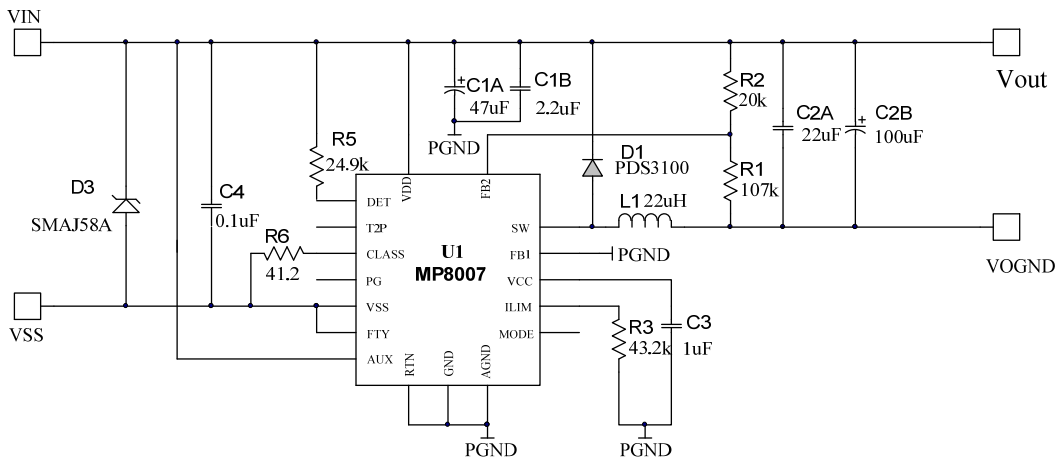 VIN
Vout
VSS
VOGND
D3
SMAJ58A
C4
0.1uF
R5
24.9k
R6
41.2
C1A
47uF
C1B
2.2uF
PGND
D1
PDS3100
R2
20k
R1
107k
C2A
22uF
C2B
100uF
L1 22uH
U1
MP8007
VDD
FB2
DET
T2P
CLASS
PG
VSS
FTY
AUX
RTN
GND
AGND
SW
FB1
VCC
ILIM
MODE
PGND
R3
43.2k
C3
1uF
PGND
PGND